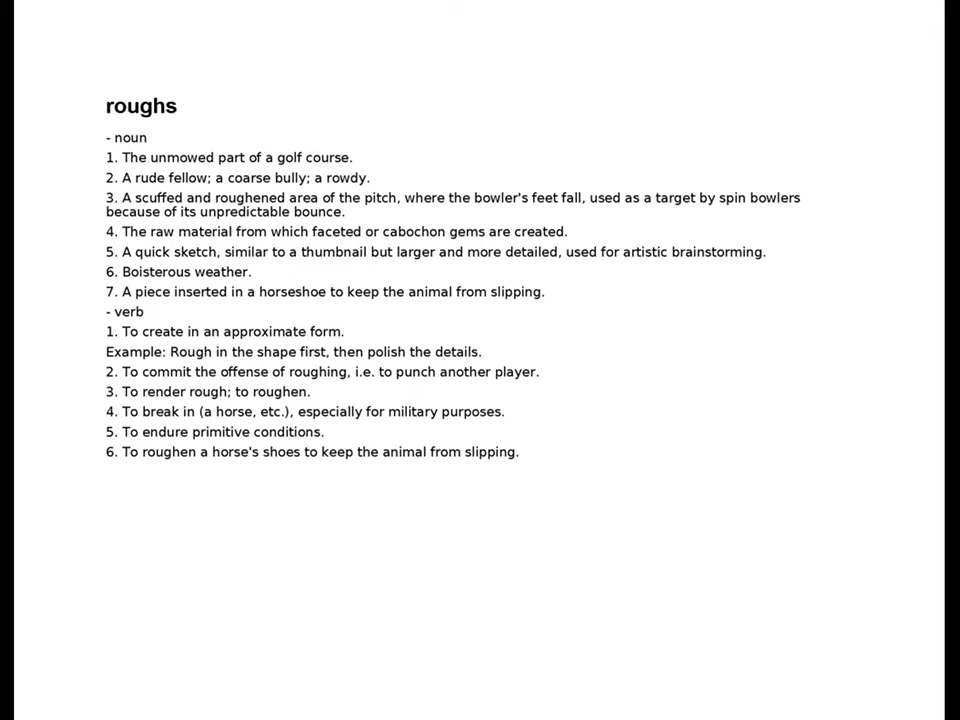 roughs
- noun
1. The unmowed part of a golf course.
2. A rude fellow; a coarse bully; a rowdy.
3. A scuffed and roughened area of the pitch, where the bowler's feet fall, used as a target by spin bowlers
because of its unpredictable bounce.
4. The raw material from which faceted or cabochon gems are created.
5. A quick sketch, similar to a thumbnail but larger and more detailed, used for artistic brainstorming.
6. Boisterous weather.
7. A piece inserted in a horseshoe to keep the animal from slipping.
- verb
1. To create in an approximate form.
Example: Rough in the shape first, then polish the details.
2. To commit the offense of roughing, i.e. to punch another player.
3. To render rough; to roughen.
4. To break in (a horse, etc.), especially for military purposes.
5. To endure primitive conditions.
6. To roughen a horse's shoes to keep the animal from slipping.